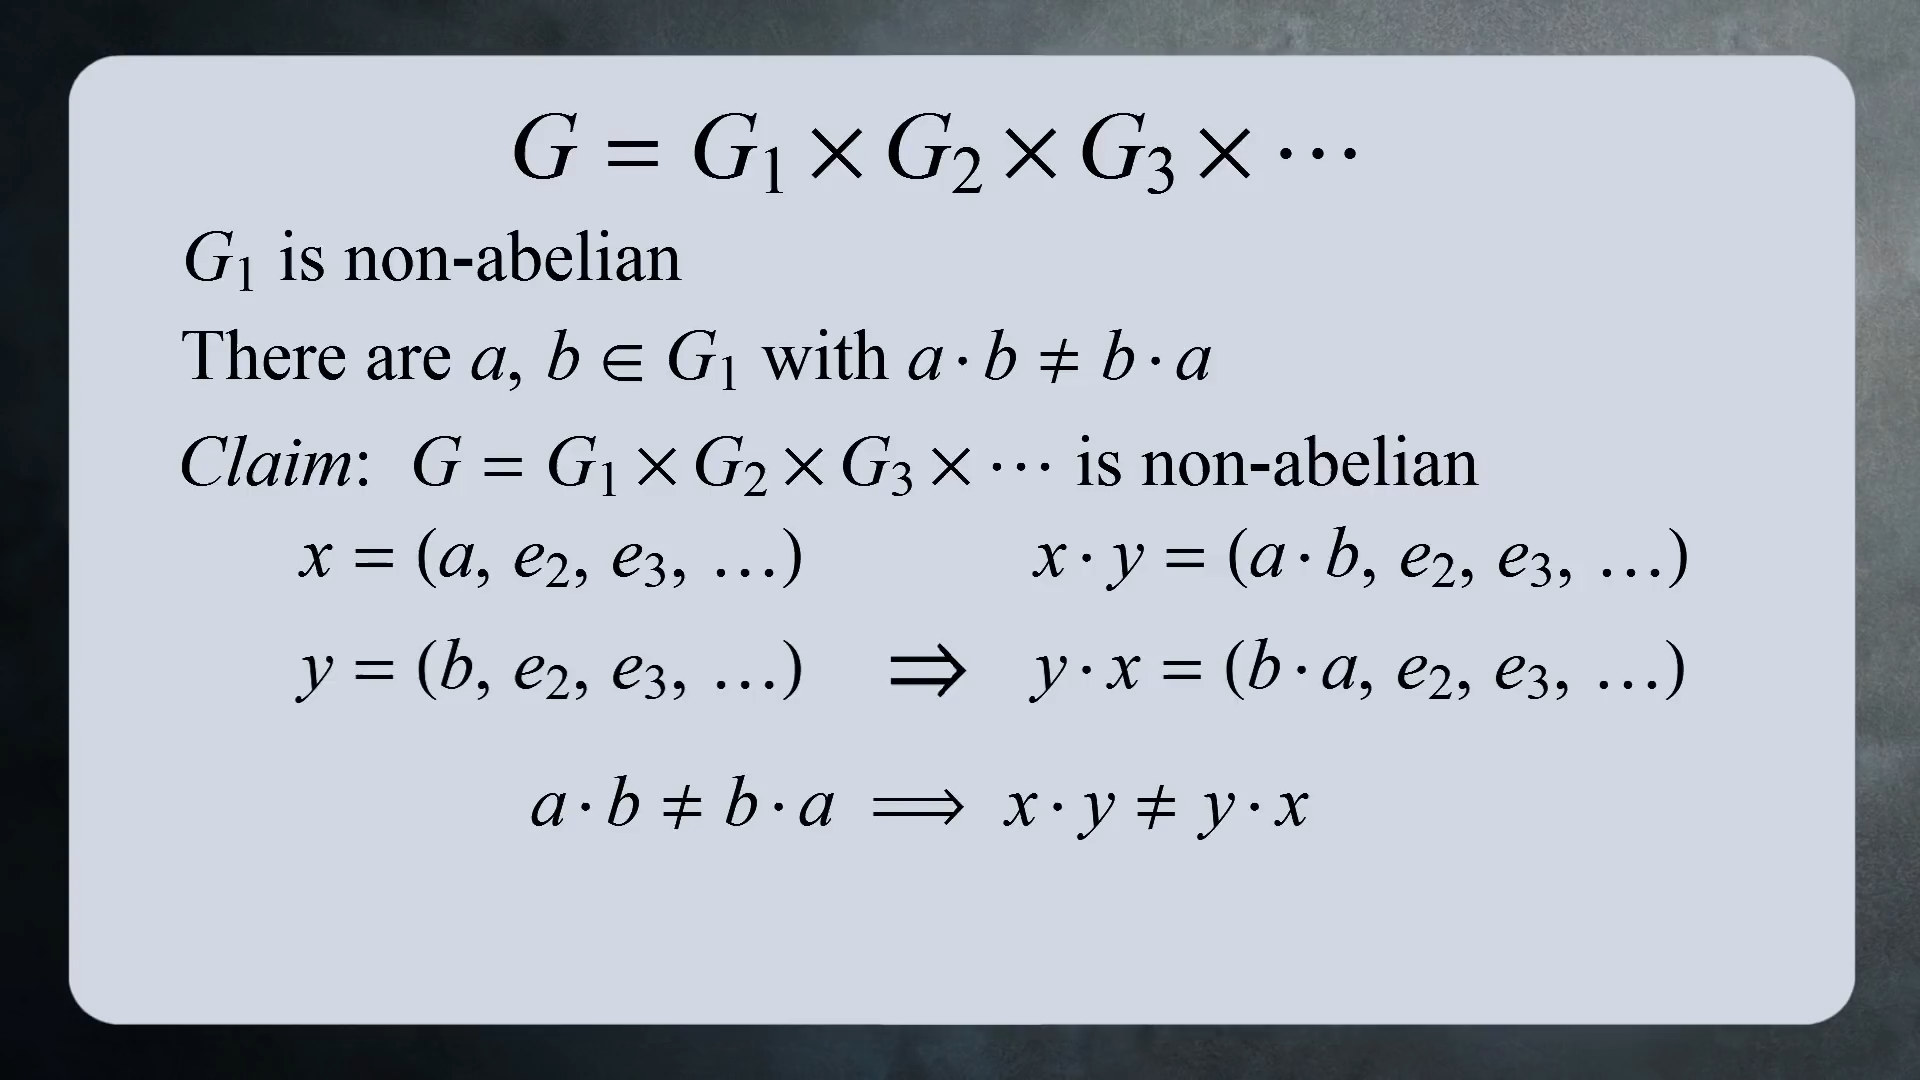 G = G₁ × G₂ × G₃ × ⋯
G₁ is non-abelian
There are a, b ∈ G₁ with a · b ≠ b · a
Claim: G = G₁ × G₂ × G₃ × ⋯ is non-abelian
x = (a, e₂, e₃, …) x · y = (a · b, e₂, e₃, …)
y = (b, e₂, e₃, …) ⇒ y · x = (b · a, e₂, e₃, …)
a · b ≠ b · a ⟹ x · y ≠ y · x